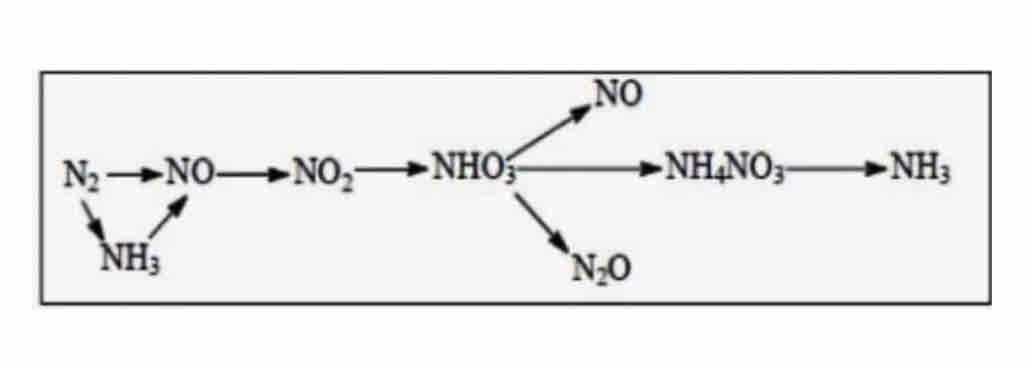 NO
N₂ → NO → NO₂ → NHO₃ → NH₄NO₃ → NH₃
NH₃
N₂O